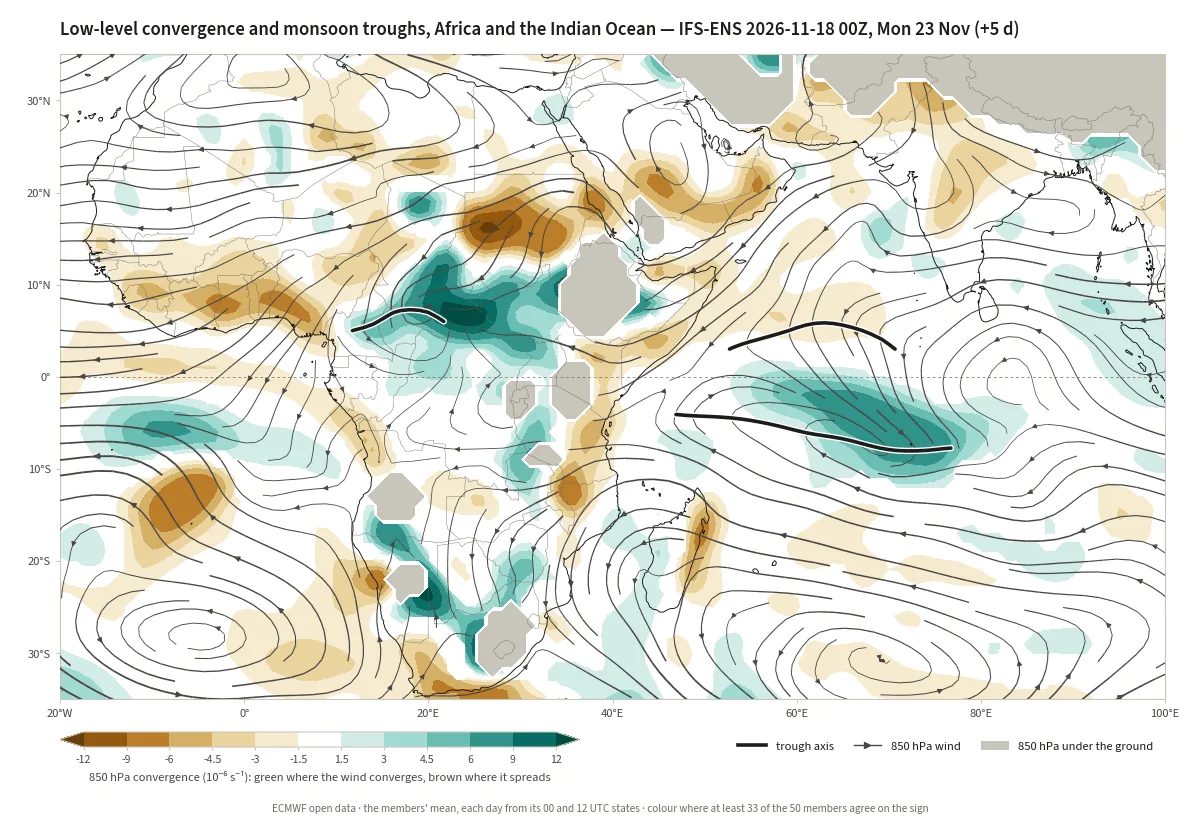 Low-level convergence and monsoon troughs, Africa and the Indian Ocean — IFS-ENS 2026-11-18 00Z, Mon 23 Nov (+5 d)
30°N
20°N
10°N
0°
10°S
20°S
30°S
20°W 0° 20°E 40°E 60°E 80°E 100°E
-12 -9 -6 -4.5 -3 -1.5 1.5 3 4.5 6 9 12
850 hPa convergence (10⁻⁶ s⁻¹): green where the wind converges, brown where it spreads
trough axis 850 hPa wind 850 hPa under the ground
ECMWF open data · the members' mean, each day from its 00 and 12 UTC states · colour where at least 33 of the 50 members agree on the sign